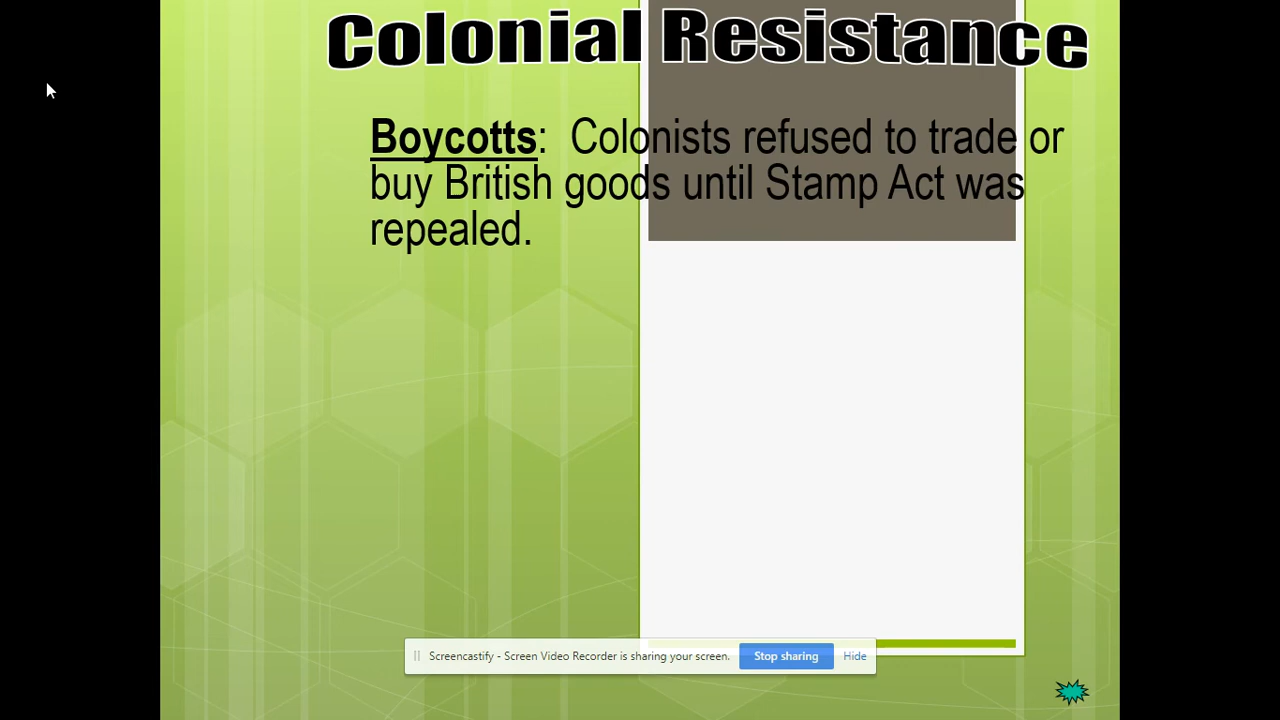 Colonial Resistance
Boycotts:  Colonists refused to trade or
buy British goods until Stamp Act was
repealed.
Screencastify - Screen Video Recorder is sharing your screen. Stop sharing Hide